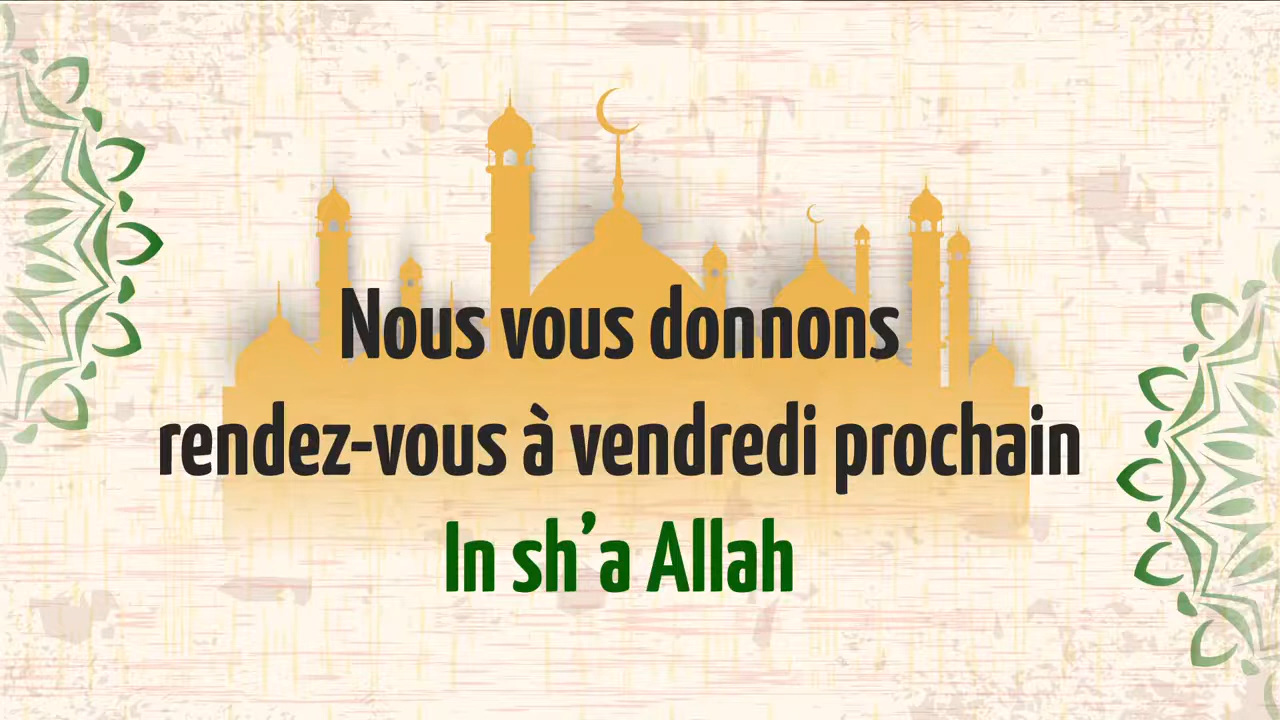 Nous vous donnons
rendez-vous à vendredi prochain
In sh’a Allah